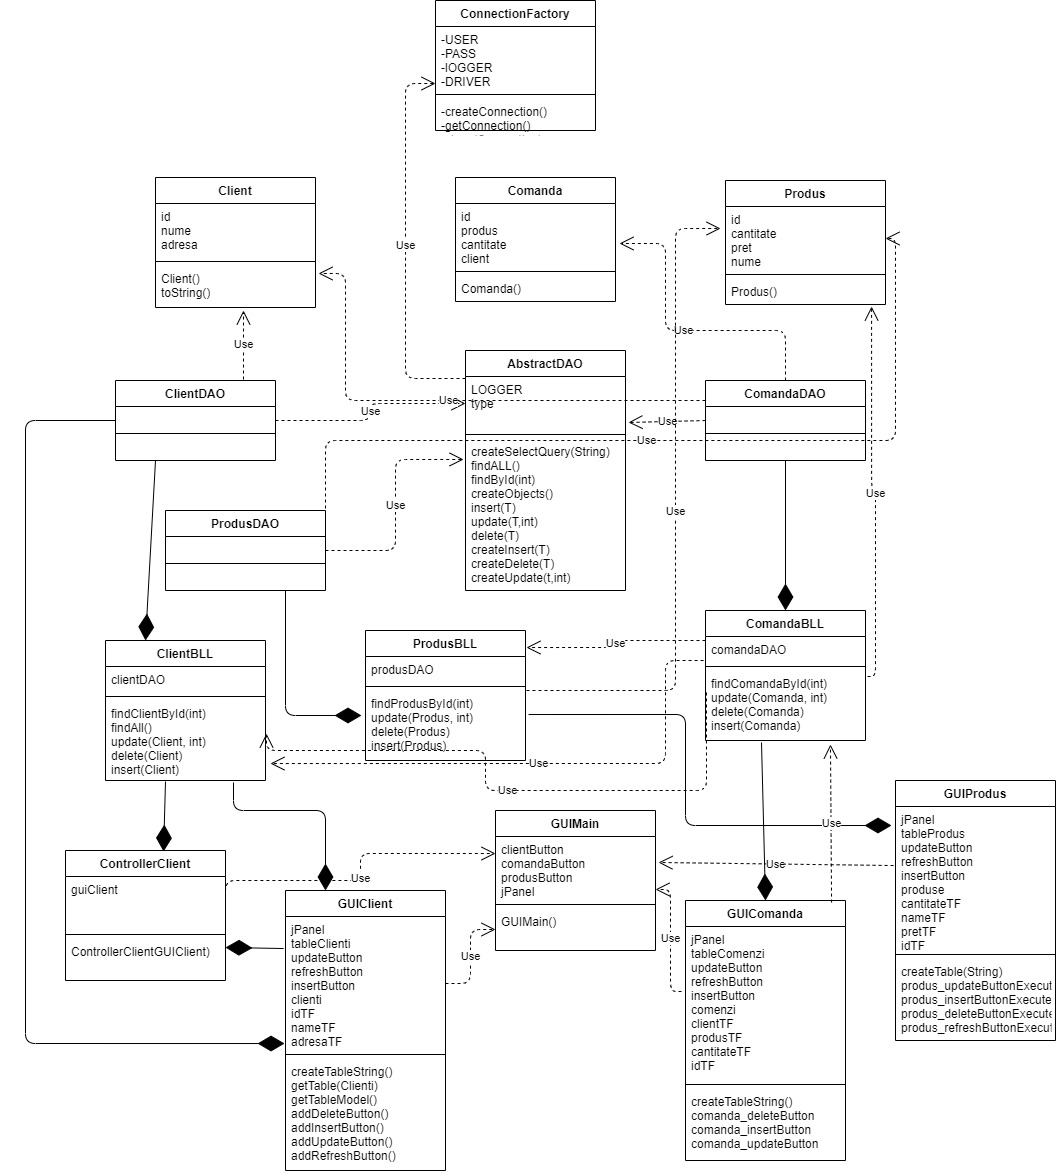 ConnectionFactory
-USER
-PASS
-lOGGER
-DRIVER
-createConnection()
-getConnection()
Client
id
nume
adresa
Client()
toString()
Comanda
id
produs
cantitate
client
Comanda()
Produs
id
cantitate
pret
nume
Produs()
Use
Use
Use
ClientDAO
AbstractDAO
LOGGER
type
createSelectQuery(String)
findALL()
findById(int)
createObjects()
insert(T)
update(T,int)
delete(T)
createInsert(T)
createDelete(T)
createUpdate(t,int)
ComandaDAO
Use
Use
Use
Use
Use
Use
Use
ProdusDAO
ClientBLL
clientDAO
findClientById(int)
findAll()
update(Client, int)
delete(Client)
insert(Client)
ProdusBLL
produsDAO
findProdusById(int)
update(Produs, int)
delete(Produs)
insert(Produs)
ComandaBLL
comandaDAO
findComandaById(int)
update(Comanda, int)
delete(Comanda)
insert(Comanda)
Use
Use
Use
Use
Use
Use
Use
Use
ControllerClient
guiClient
ControllerClientGUIClient)
GUIMain
clientButton
comandaButton
produsButton
jPanel
GUIMain()
GUIProdus
jPanel
tableProdus
updateButton
refreshButton
insertButton
produse
cantitateTF
nameTF
pretTF
idTF
createTable(String)
produs_updateButtonExecut
produs_insertButtonExecute
produs_deleteButtonExecute
produs_refreshButtonExecut
GUIClient
jPanel
tableClienti
updateButton
refreshButton
insertButton
clienti
idTF
nameTF
adresaTF
createTableString()
getTable(Clienti)
getTableModel()
addDeleteButton()
addInsertButton()
addUpdateButton()
addRefreshButton()
GUIComanda
jPanel
tableComenzi
updateButton
refreshButton
insertButton
comenzi
clientTF
produsTF
cantitateTF
idTF
createTableString()
comanda_deleteButton
comanda_insertButton
comanda_updateButton